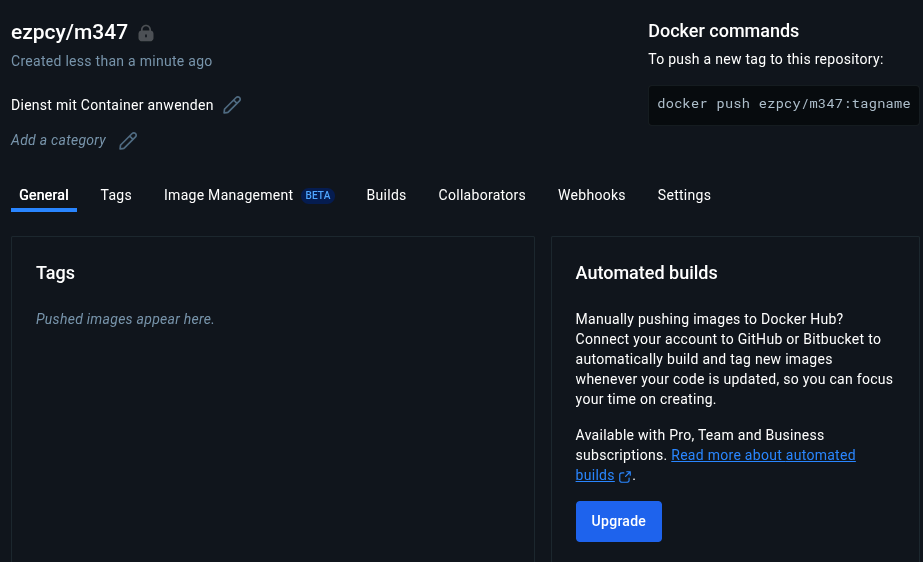 ezpcy/m347
Created less than a minute ago
Dienst mit Container anwenden
Add a category
Docker commands
To push a new tag to this repository:
docker push ezpcy/m347:tagname
General
Tags
Image Management BETA
Builds
Collaborators
Webhooks
Settings
Tags
Pushed images appear here.
Automated builds
Manually pushing images to Docker Hub?
Connect your account to GitHub or Bitbucket to
automatically build and tag new images
whenever your code is updated, so you can focus
your time on creating.
Available with Pro, Team and Business
subscriptions. Read more about automated
builds.
Upgrade